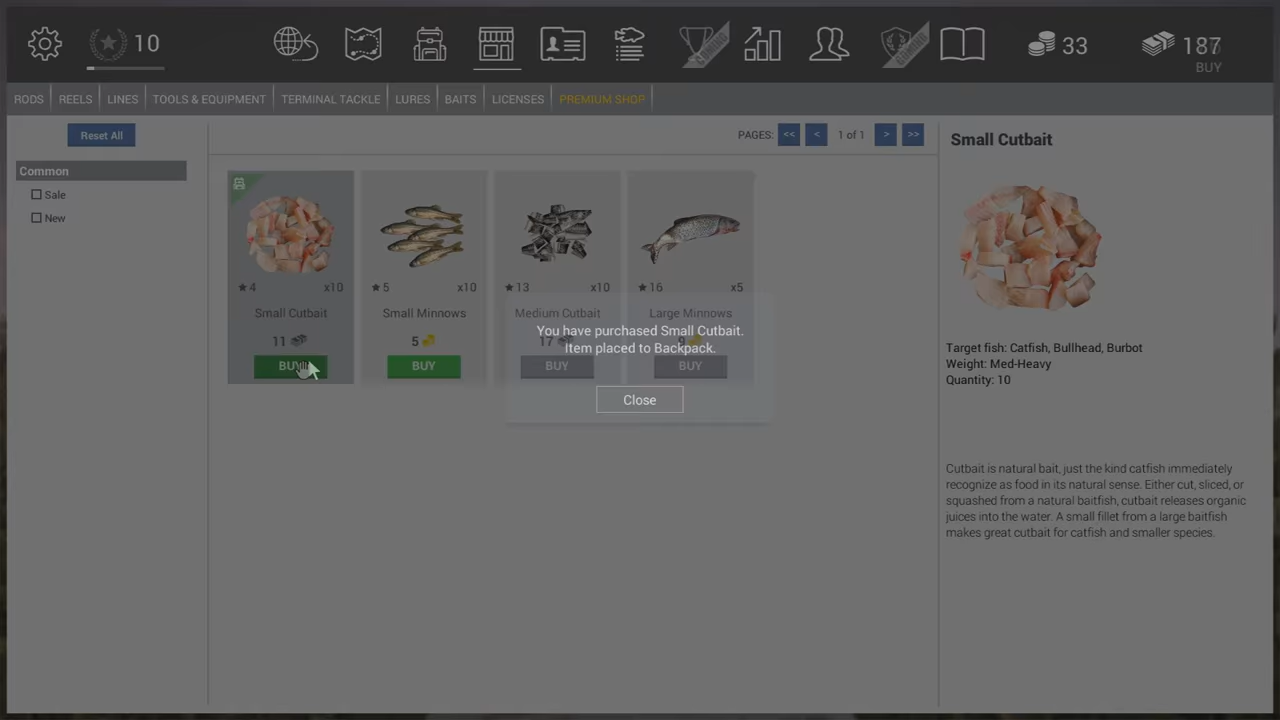 10
33
187
BUY
RODS REELS LINES TOOLS & EQUIPMENT TERMINAL TACKLE LURES BAITS LICENSES PREMIUM SHOP
Reset All
PAGES: << < 1 of 1 > >>
Common
Sale
New
4 x10
Small Cutbait
11
BUY
5 x10
Small Minnows
5
BUY
13 x10
Medium Cutbait
17
BUY
16 x5
Large Minnows
9
BUY
You have purchased Small Cutbait.
Item placed to Backpack.
Close
Small Cutbait
Target fish: Catfish, Bullhead, Burbot
Weight: Med-Heavy
Quantity: 10
Cutbait is natural bait, just the kind catfish immediately
recognize as food in its natural sense. Either cut, sliced, or
squashed from a natural baitfish, cutbait releases organic
juices into the water. A small fillet from a large baitfish
makes great cutbait for catfish and smaller species.